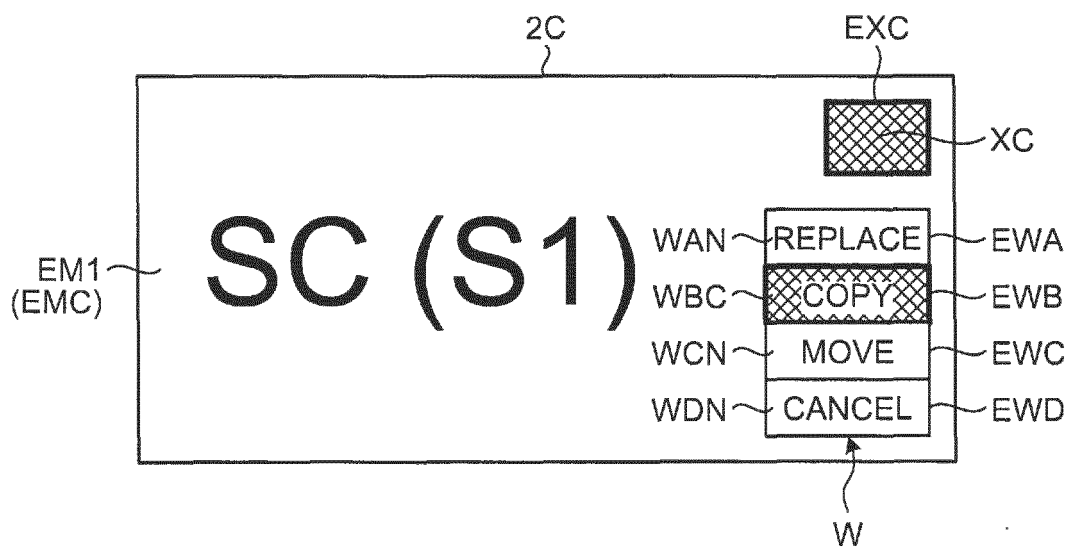 2C EXC
XC
SC (S1)
WAN REPLACE EWA
EM1
(EMC)
WBC COPY EWB
WCN MOVE EWC
WDN CANCEL EWD
W